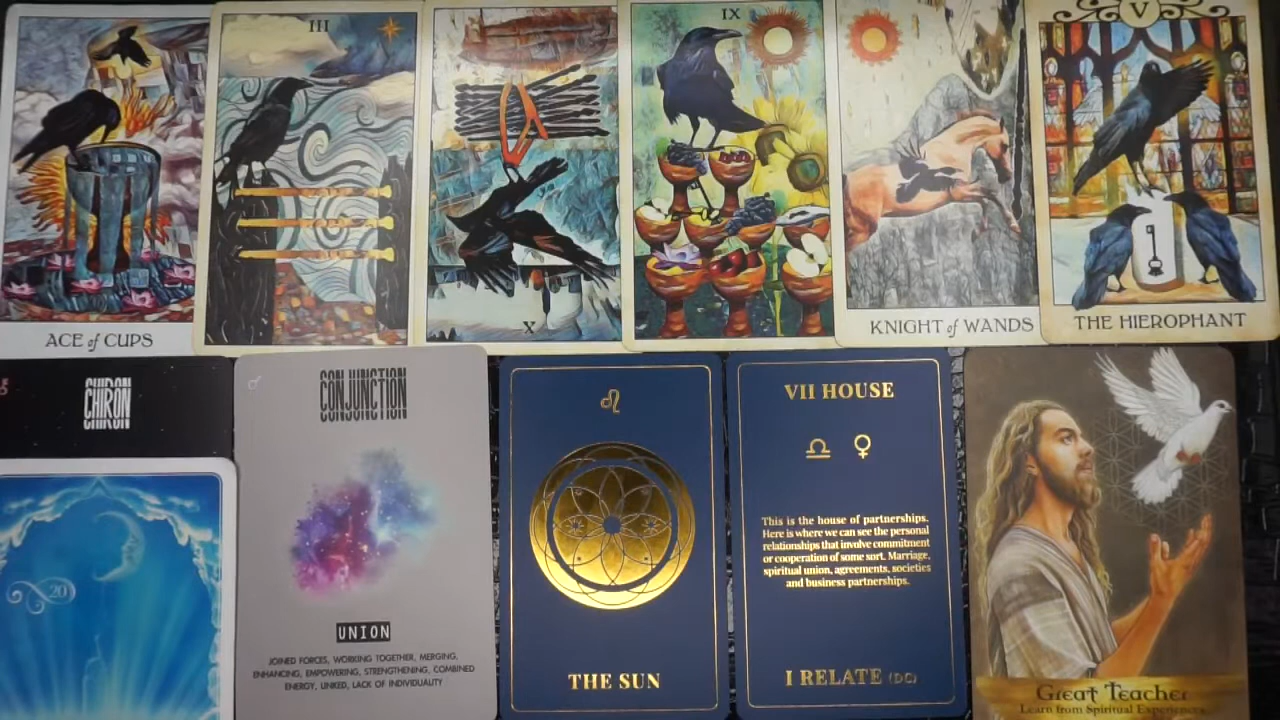 III
IX
V
ACE of CUPS
X
KNIGHT of WANDS
THE HIEROPHANT
CHIRON
20
CONJUNCTION
UNION
JOINED FORCES, WORKING TOGETHER, MERGING,
ENHANCING, EMPOWERING, STRENGTHENING, COMBINED
ENERGY, LINKED, LACK OF INDIVIDUALITY
♌
THE SUN
VII HOUSE
♎ ♀
This is the house of partnerships.
Here is where we can see the personal
relationships that involve commitment
or cooperation of some sort. Marriage,
spiritual union, agreements, societies
and business partnerships.
I RELATE (DC)
Great Teacher
Learn from Spiritual Experiences